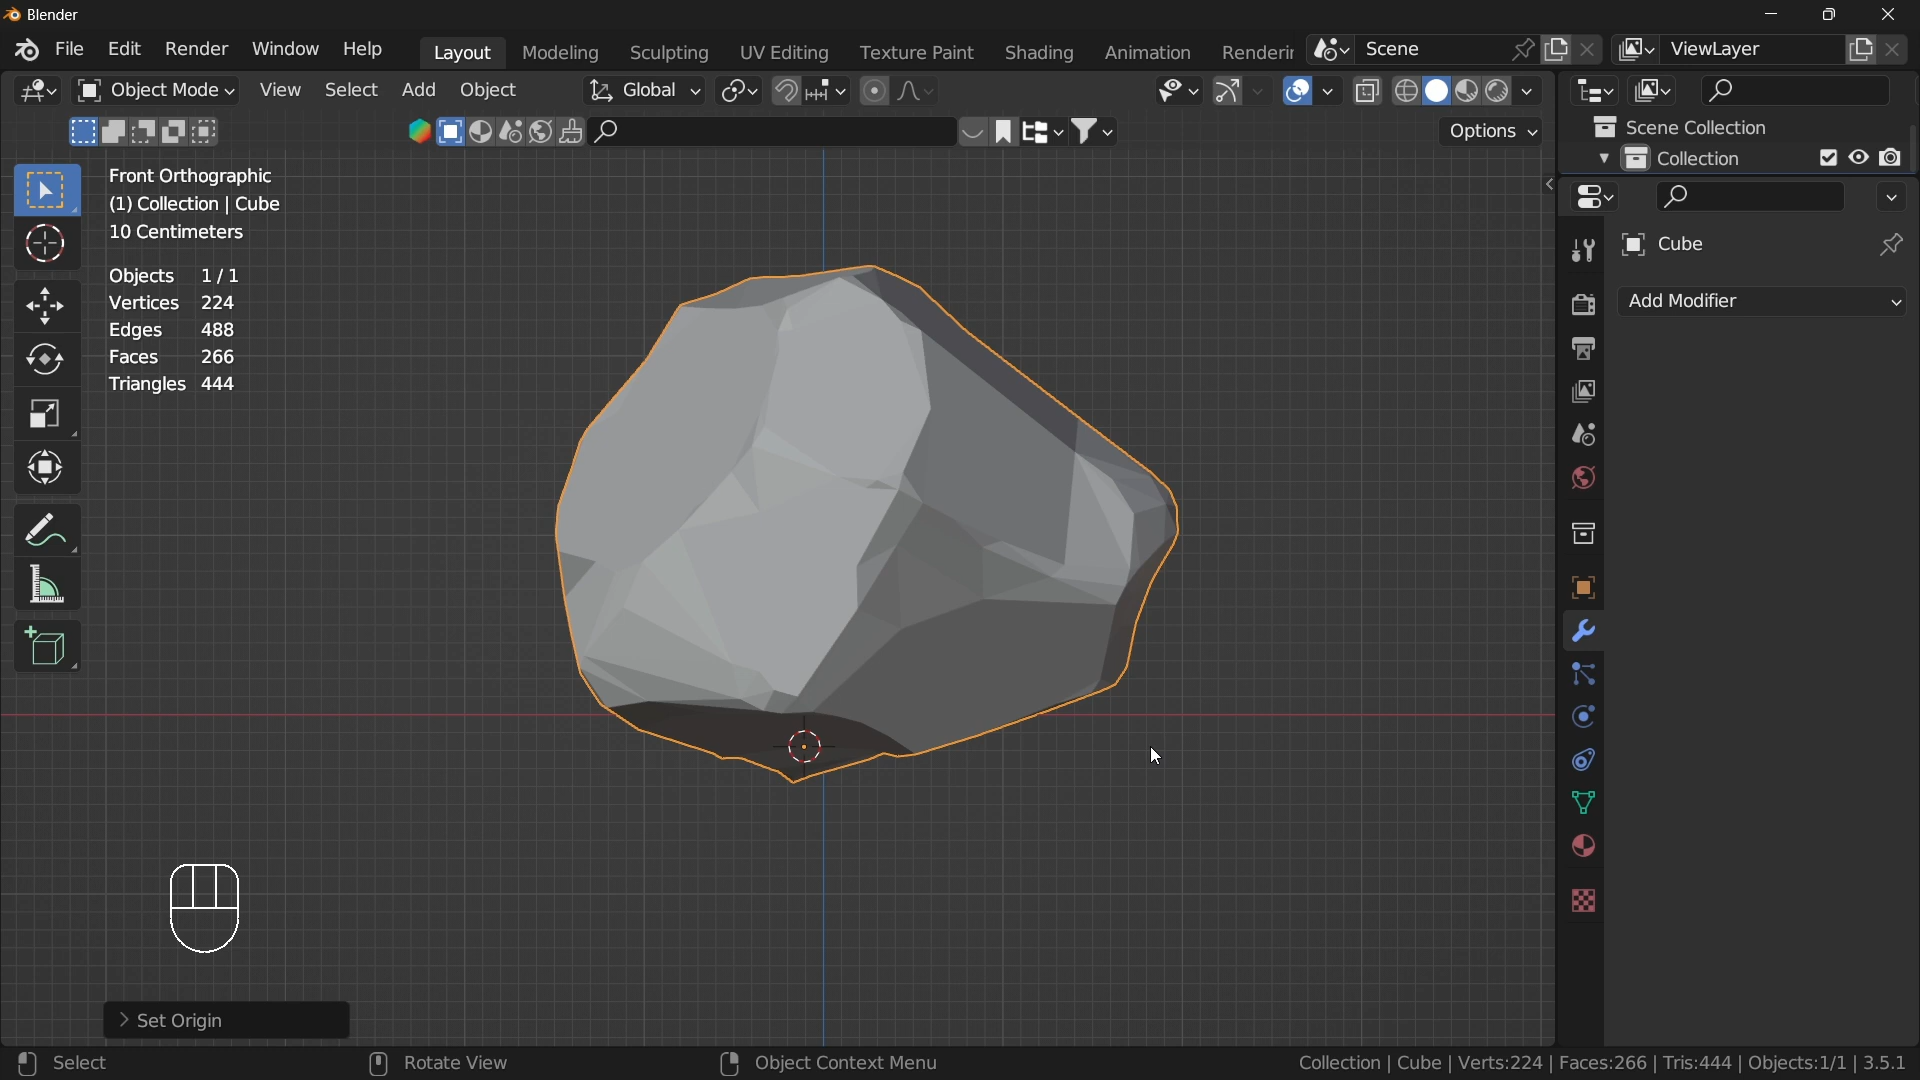 Blender
File Edit Render Window Help Layout Modeling Sculpting UV Editing Texture Paint Shading Animation Renderin Scene ViewLayer
Object Mode View Select Add Object Global
Options
Scene Collection
Collection
Front Orthographic
(1) Collection | Cube
10 Centimeters
Objects 1 / 1
Vertices 224
Edges 488
Faces 266
Triangles 444
Cube
Add Modifier
Set Origin
Select Rotate View Object Context Menu Collection | Cube | Verts:224 | Faces:266 | Tris:444 | Objects:1/1 | 3.5.1